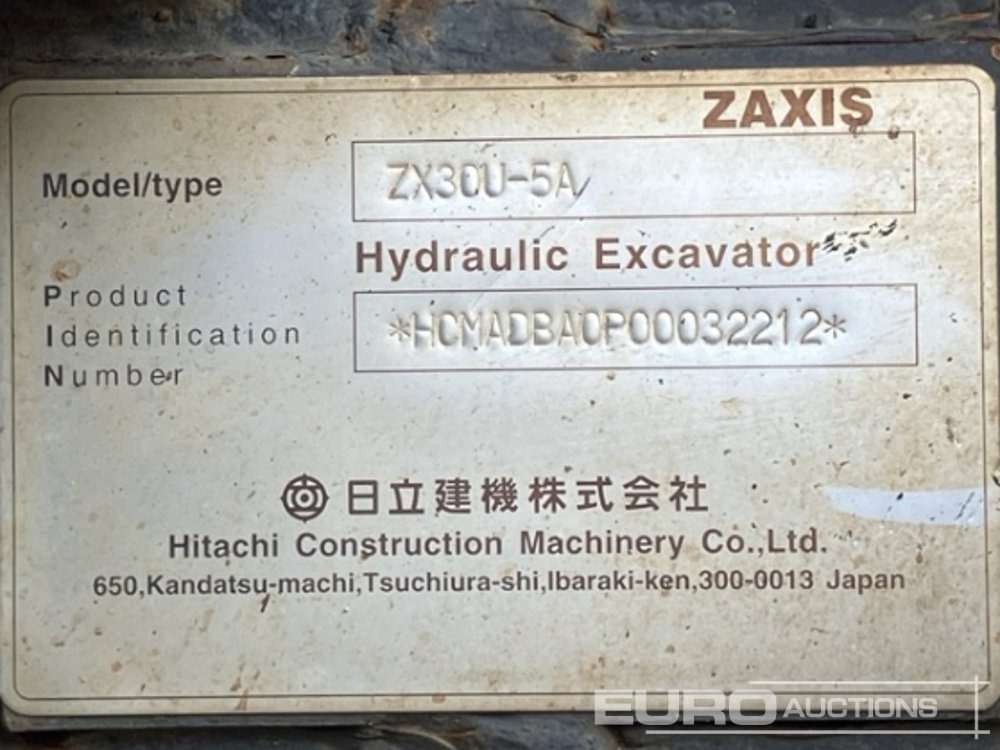 ZAXIS
Model/type ZX30U-5A
Hydraulic Excavator
Product
Identification
Number
*HCMADBA0P00032212*
日立建機株式会社
Hitachi Construction Machinery Co.,Ltd.
650,Kandatsu-machi,Tsuchiura-shi,Ibaraki-ken,300-0013 Japan
EURO AUCTIONS